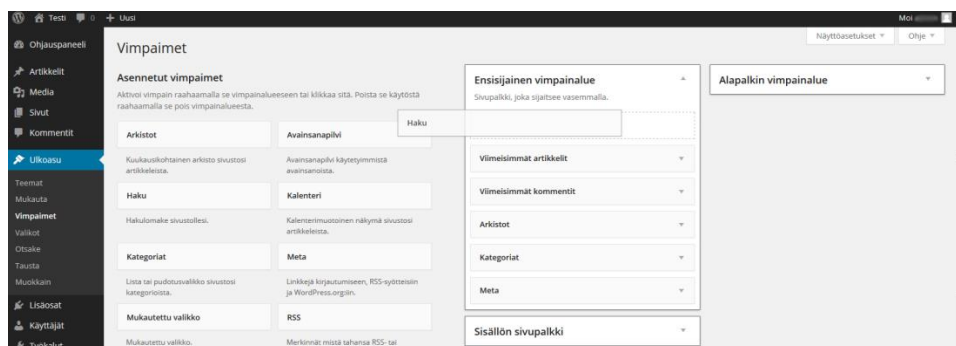 Testi 0 + Uusi
Moi
Ohjauspaneeli
Artikkelit
Media
Sivut
Kommentit
Ulkoasu
Teemat
Mukauta
Vimpaimet
Valikot
Otsake
Tausta
Muokkain
Lisäosat
Käyttäjät
Työkalut
Näyttöasetukset
Ohje
Vimpaimet
Asennetut vimpaimet
Aktivoi vimpain raahaamalla se vimpainalueeseen tai klikkaa sitä. Poista se käytöstä
raahaamalla se pois vimpainalueesta.
Arkistot
Kuukausikohtainen arkisto sivustosi
artikkeleista.
Avainsanapilvi
Avainsanapilvi käytetyimmistä
avainsanoista.
Haku
Hakulomake sivustollesi.
Kalenteri
Kalenterimuotoinen näkymä sivustosi
artikkeleista.
Kategoriat
Lista tai pudotusvalikko sivustosi
kategorioista.
Meta
Linkkejä kirjautumiseen, RSS-syötteisiin
ja WordPress.org:iin.
Mukautettu valikko
Mukautettu valikko.
RSS
Merkinnät mistä tahansa RSS- tai
Ensisijainen vimpainalue
Sivupalkki, joka sijaitsee vasemmalla.
Haku
Viimeisimmät artikkelit
Viimeisimmät kommentit
Arkistot
Kategoriat
Meta
Sisällön sivupalkki
Alapalkin vimpainalue